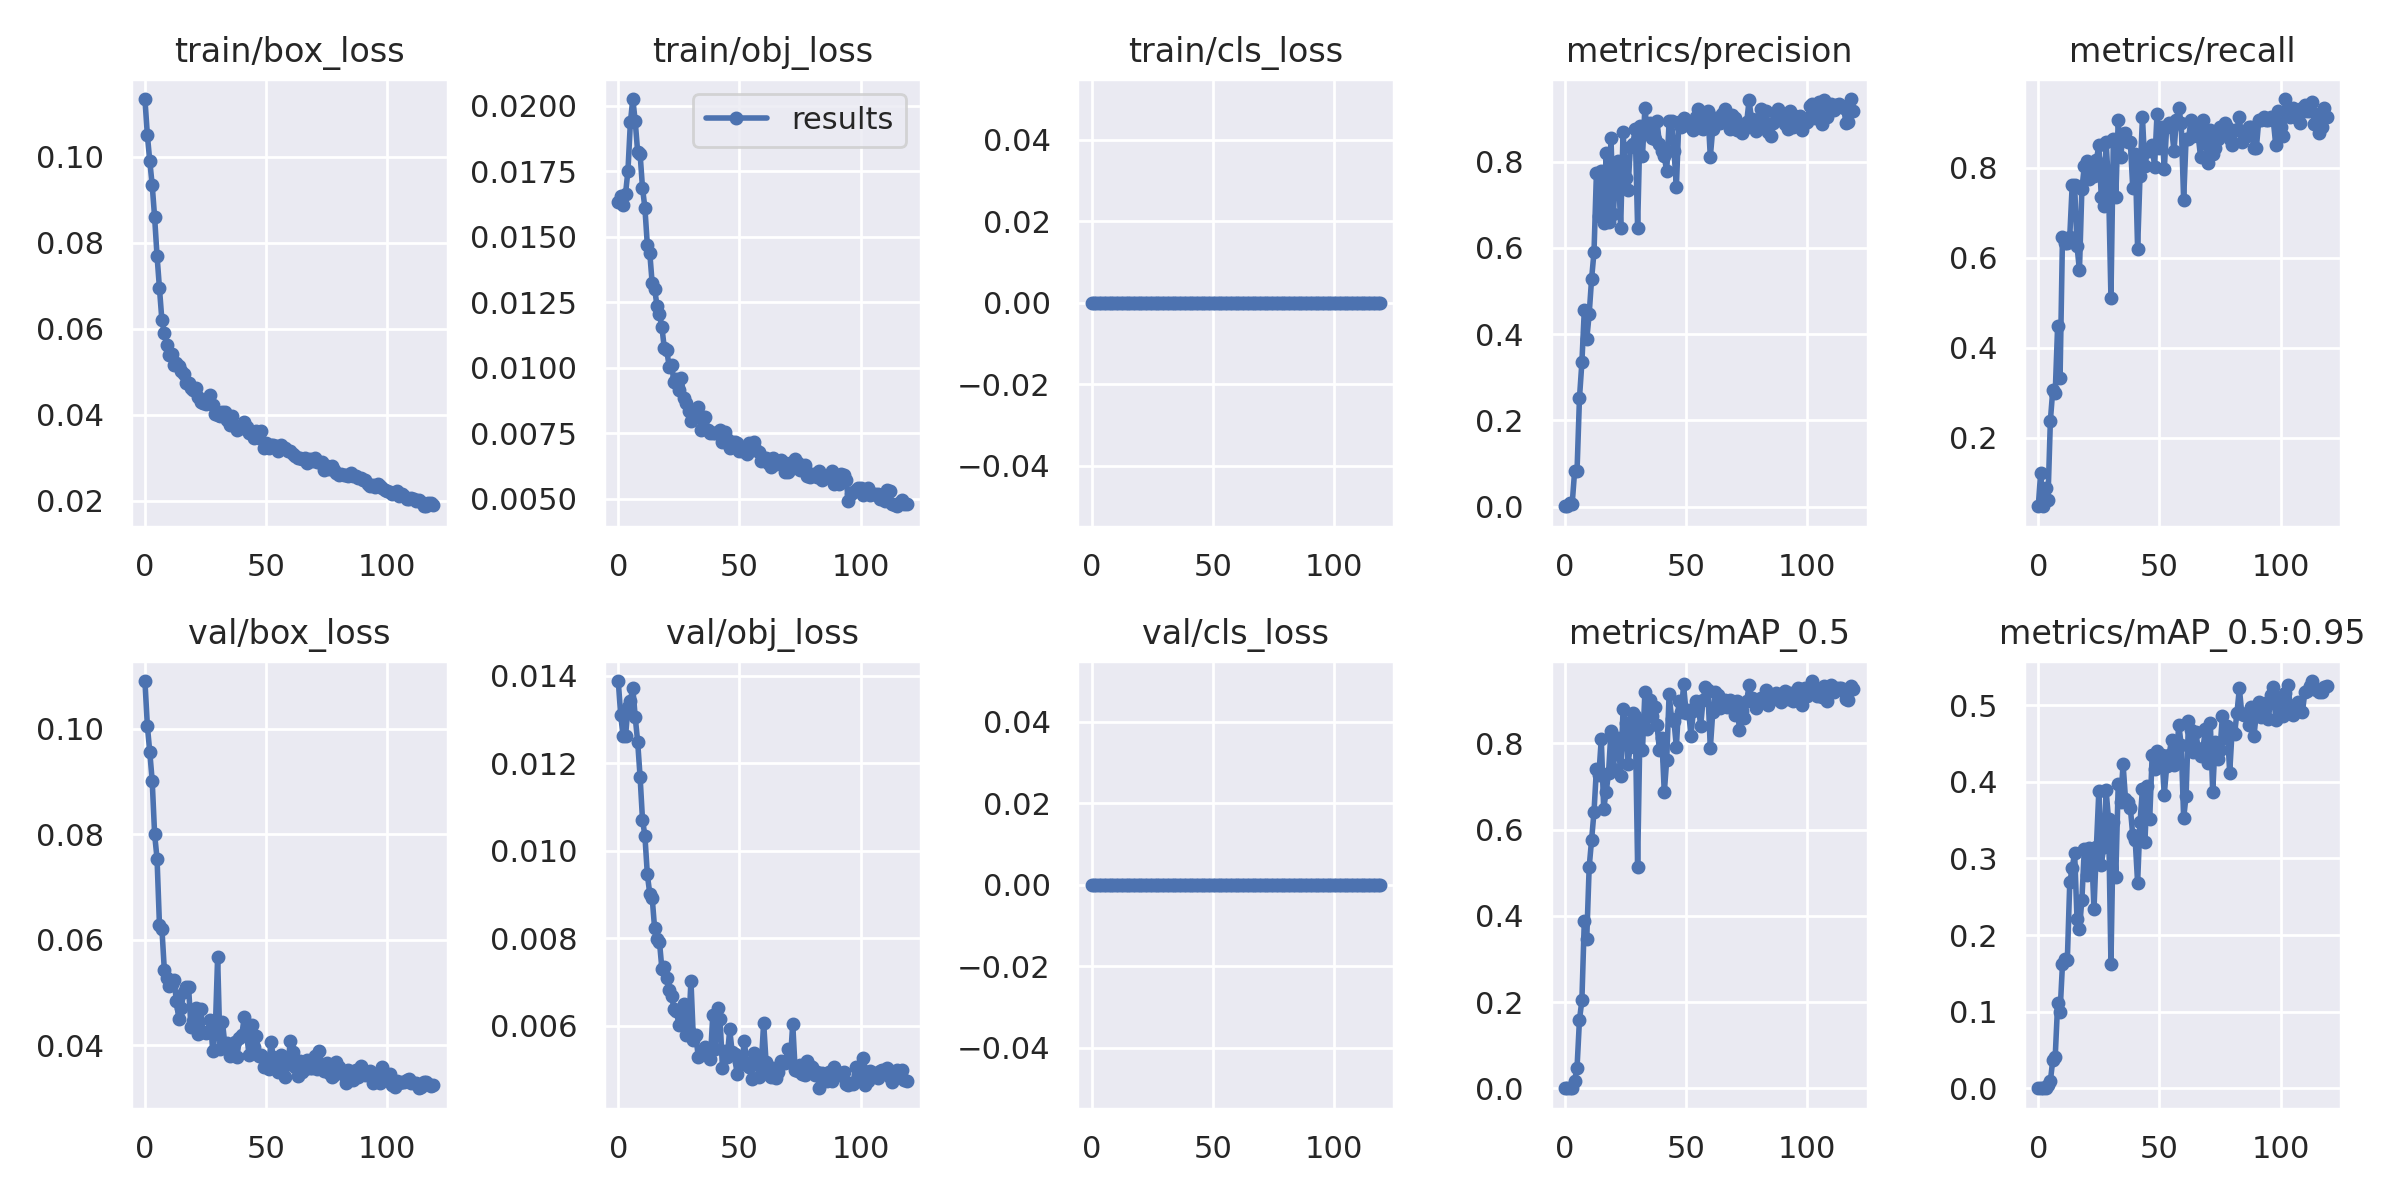 train/box_loss
train/obj_loss
train/cls_loss
metrics/precision
metrics/recall
results
0.10
0.08
0.06
0.04
0.02
0 50 100
0.0200
0.0175
0.0150
0.0125
0.0100
0.0075
0.0050
0 50 100
0.04
0.02
0.00
−0.02
−0.04
0 50 100
0.8
0.6
0.4
0.2
0.0
0 50 100
0.8
0.6
0.4
0.2
0 50 100
val/box_loss
val/obj_loss
val/cls_loss
metrics/mAP_0.5
metrics/mAP_0.5:0.95
0.10
0.08
0.06
0.04
0 50 100
0.014
0.012
0.010
0.008
0.006
0 50 100
0.04
0.02
0.00
−0.02
−0.04
0 50 100
0.8
0.6
0.4
0.2
0.0
0 50 100
0.5
0.4
0.3
0.2
0.1
0.0
0 50 100